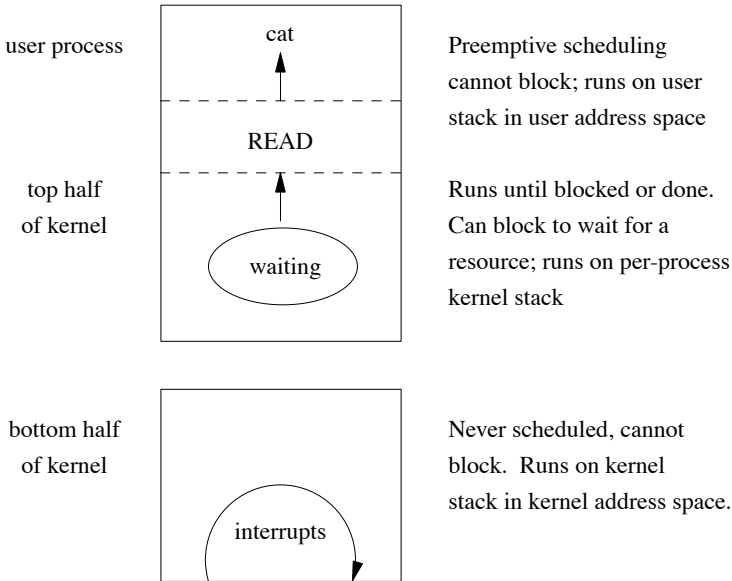 user process
cat
Preemptive scheduling
cannot block; runs on user
stack in user address space
READ
top half
of kernel
waiting
Runs until blocked or done.
Can block to wait for a
resource; runs on per-process
kernel stack
bottom half
of kernel
interrupts
Never scheduled, cannot
block. Runs on kernel
stack in kernel address space.